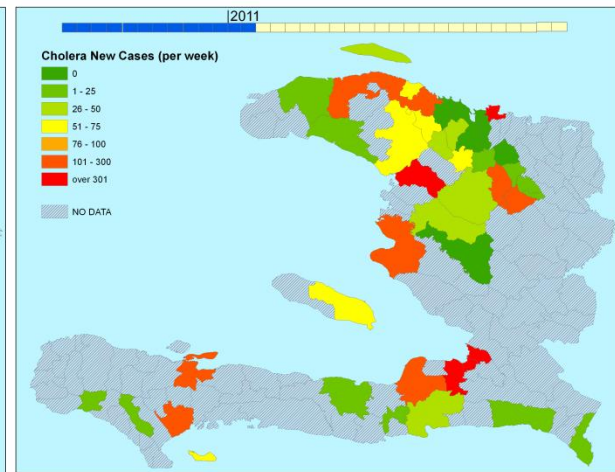 |2011
Cholera New Cases (per week)
0
1 - 25
26 - 50
51 - 75
76 - 100
101 - 300
over 301
NO DATA